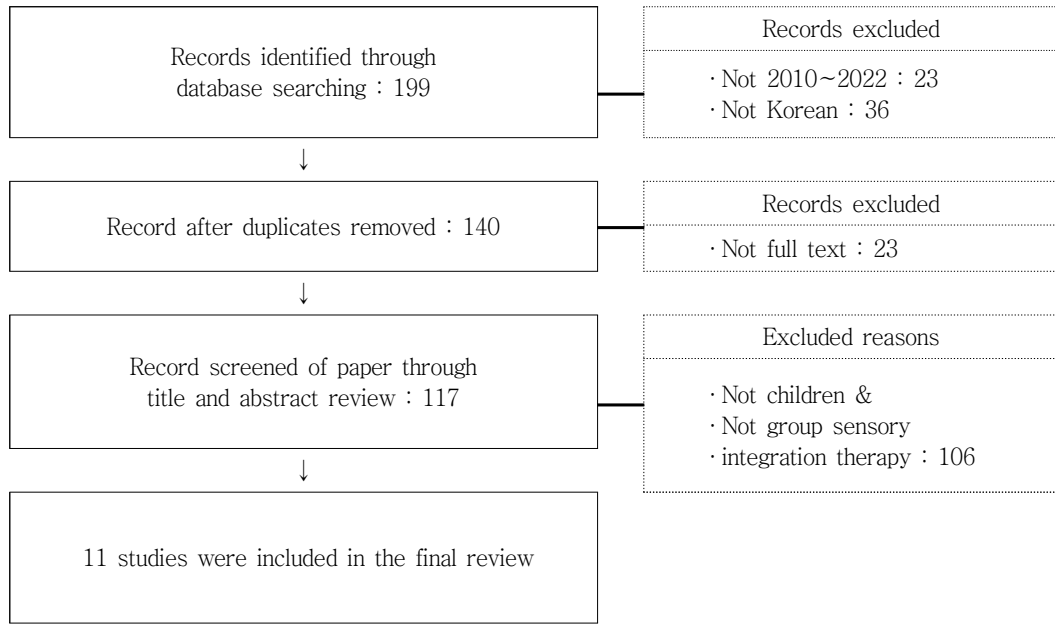 Records identified through
database searching : 199
Records excluded
· Not 2010~2022 : 23
· Not Korean : 36
↓
Record after duplicates removed : 140
Records excluded
· Not full text : 23
↓
Record screened of paper through
title and abstract review : 117
Excluded reasons
· Not children &
· Not group sensory
· integration therapy : 106
↓
11 studies were included in the final review